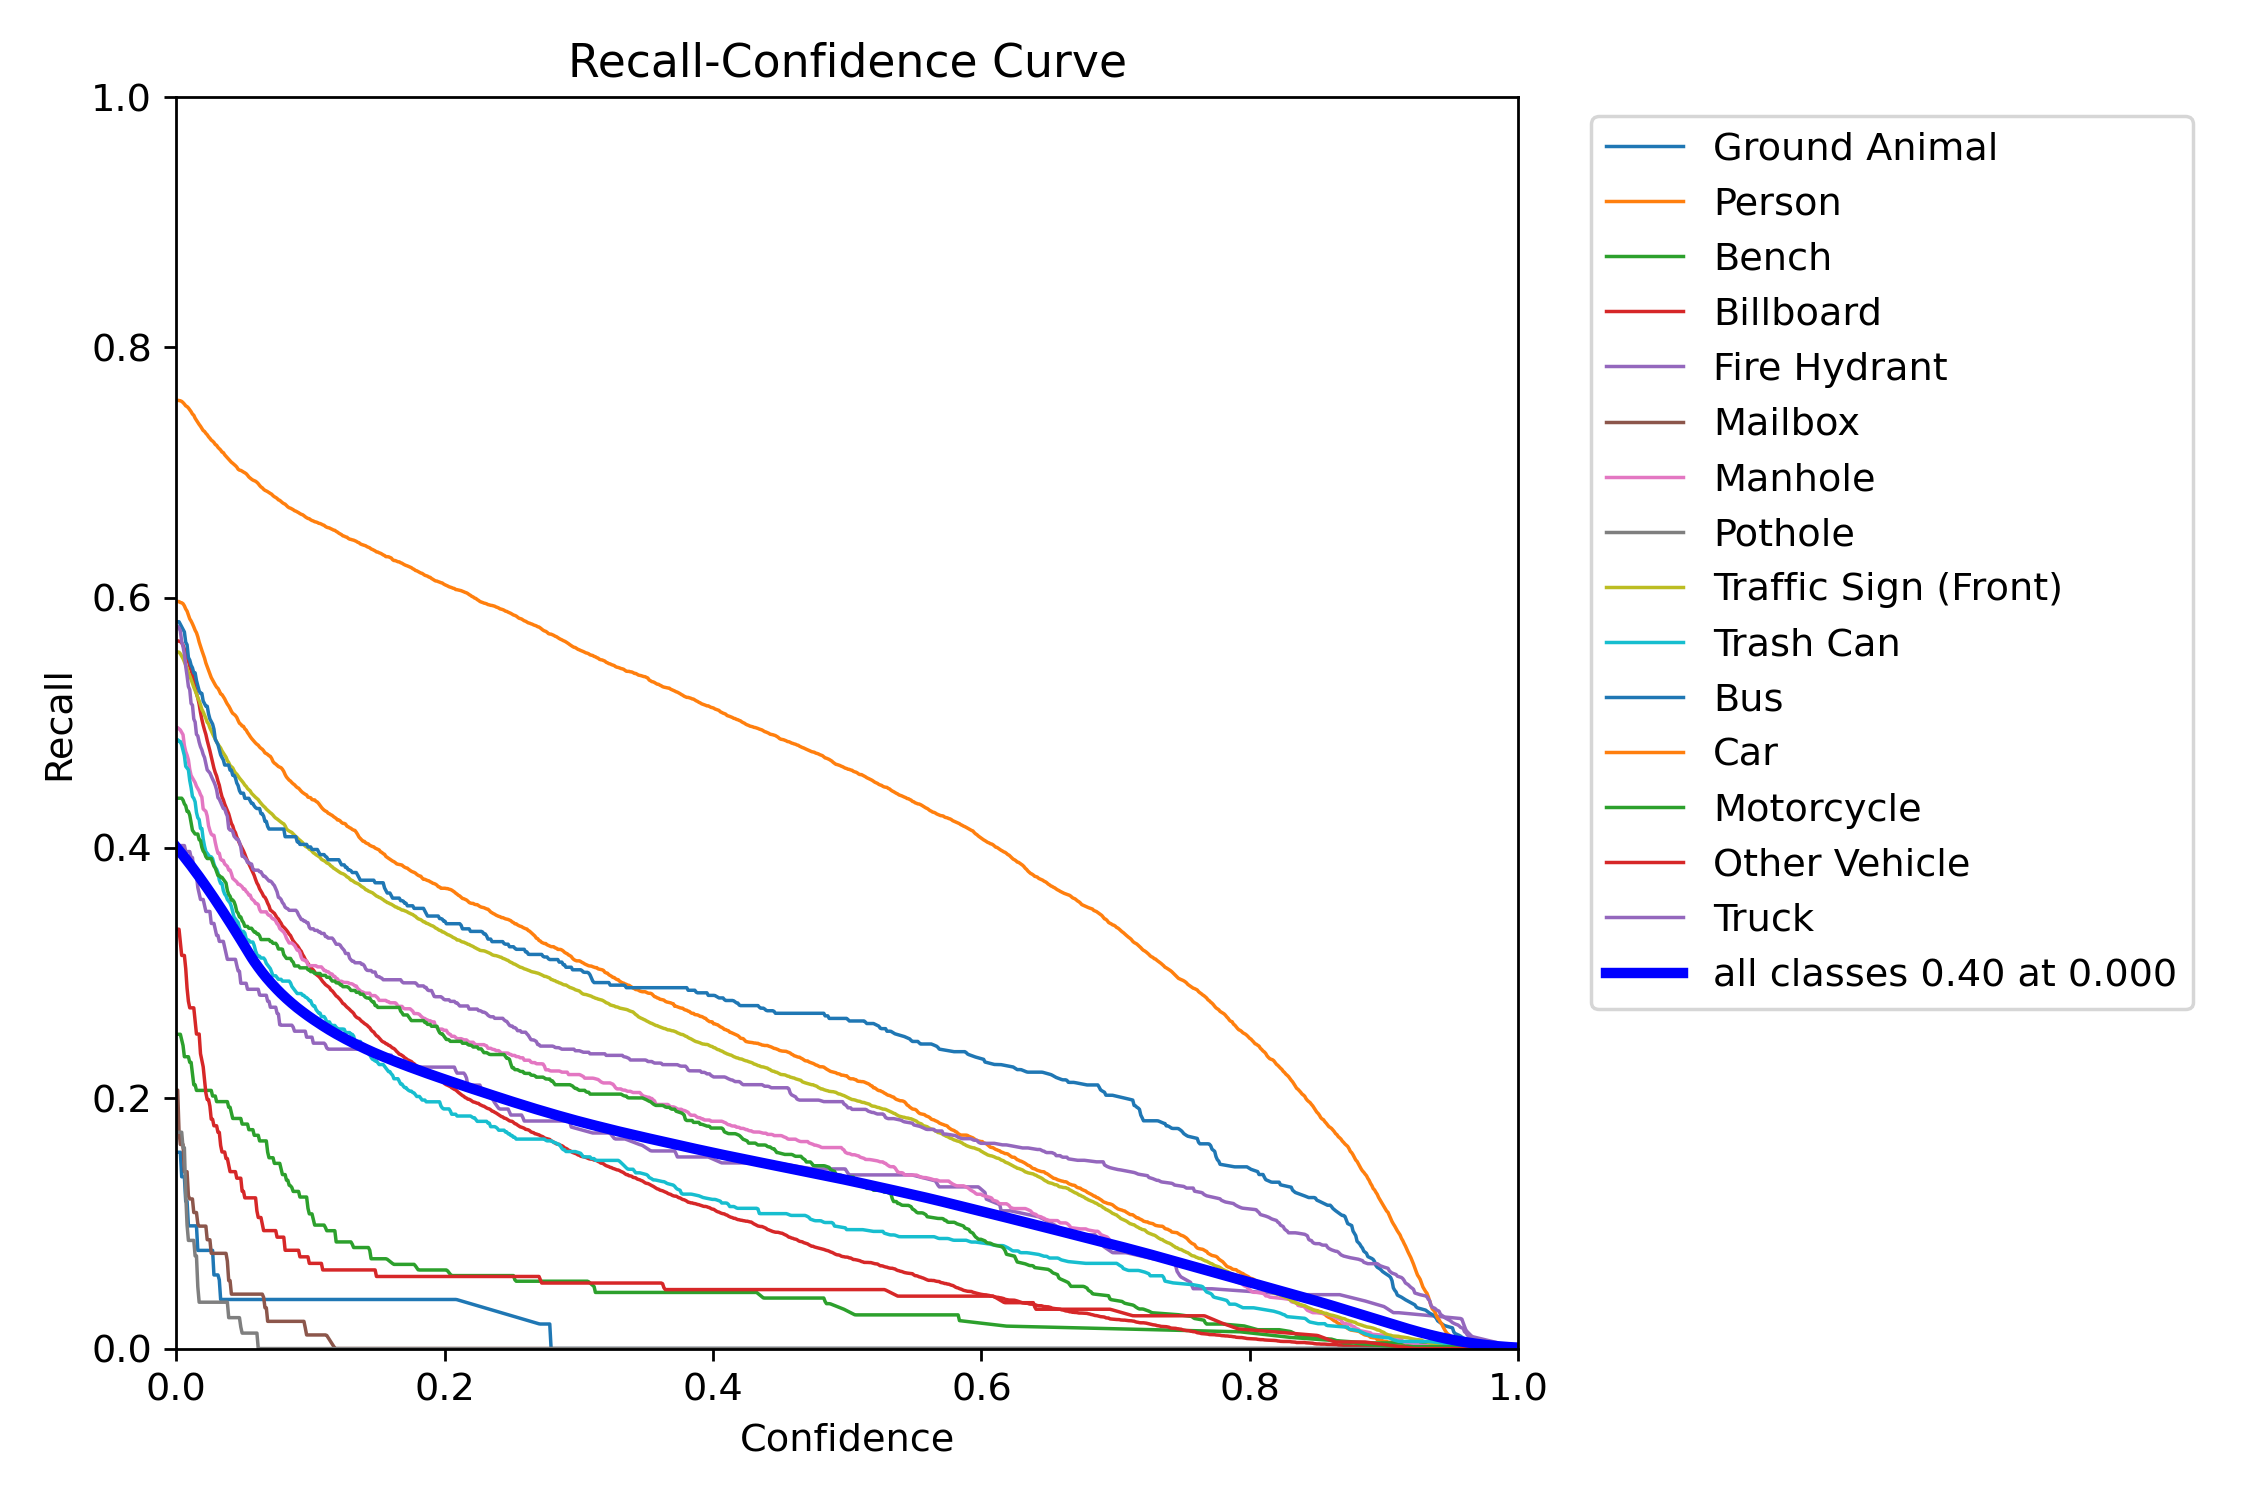 Recall-Confidence Curve
1.0
0.8
0.6
0.4
0.2
0.0
Recall
0.0 0.2 0.4 0.6 0.8 1.0
Confidence
Ground Animal
Person
Bench
Billboard
Fire Hydrant
Mailbox
Manhole
Pothole
Traffic Sign (Front)
Trash Can
Bus
Car
Motorcycle
Other Vehicle
Truck
all classes 0.40 at 0.000